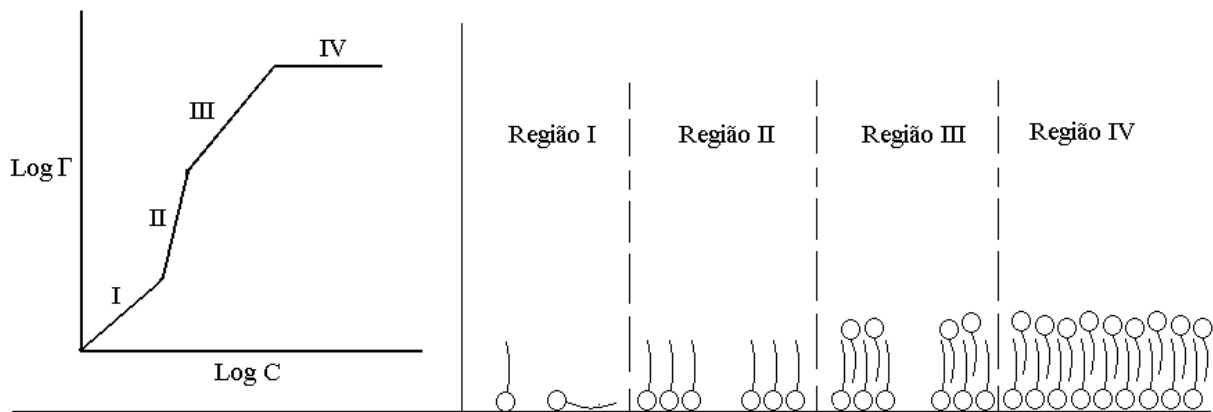 IV
III
Log Γ
II
I
Log C
Região I
Região II
Região III
Região IV